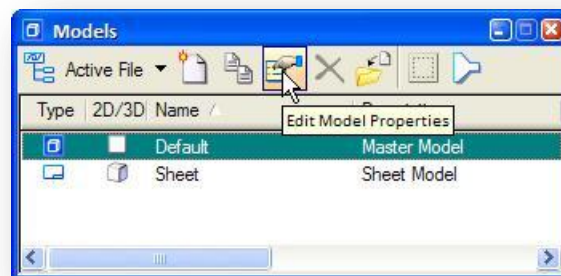 Models
Active File
Type 2D/3D Name
Edit Model Properties
Default Master Model
Sheet Sheet Model